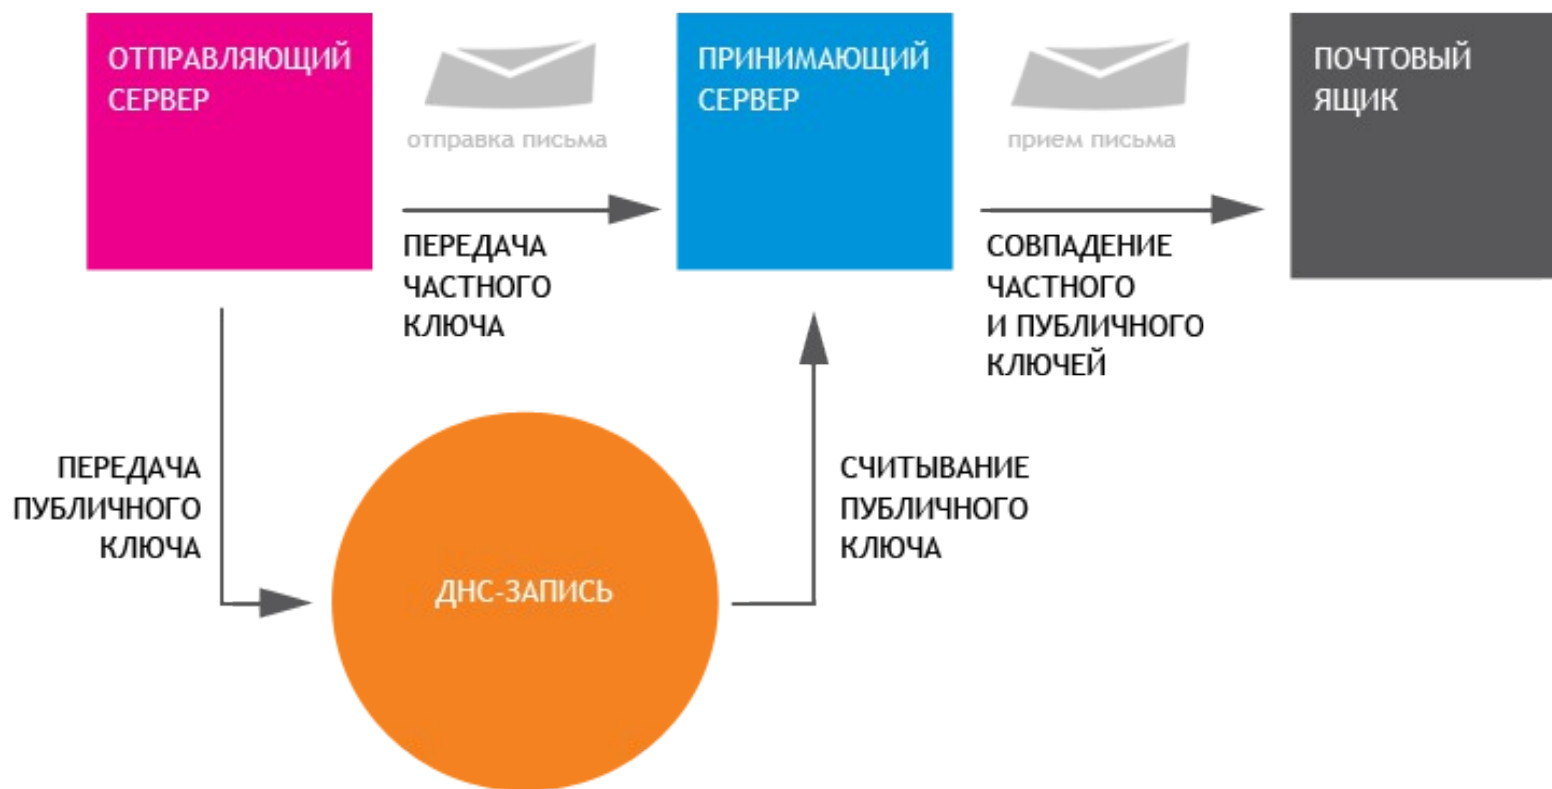 ОТПРАВЛЯЮЩИЙ
СЕРВЕР
отправка письма
ПЕРЕДАЧА
ЧАСТНОГО
КЛЮЧА
ПРИНИМАЮЩИЙ
СЕРВЕР
прием письма
СОВПАДЕНИЕ
ЧАСТНОГО
И ПУБЛИЧНОГО
КЛЮЧЕЙ
ПОЧТОВЫЙ
ЯЩИК
ПЕРЕДАЧА
ПУБЛИЧНОГО
КЛЮЧА
ДНС-ЗАПИСЬ
СЧИТЫВАНИЕ
ПУБЛИЧНОГО
КЛЮЧА